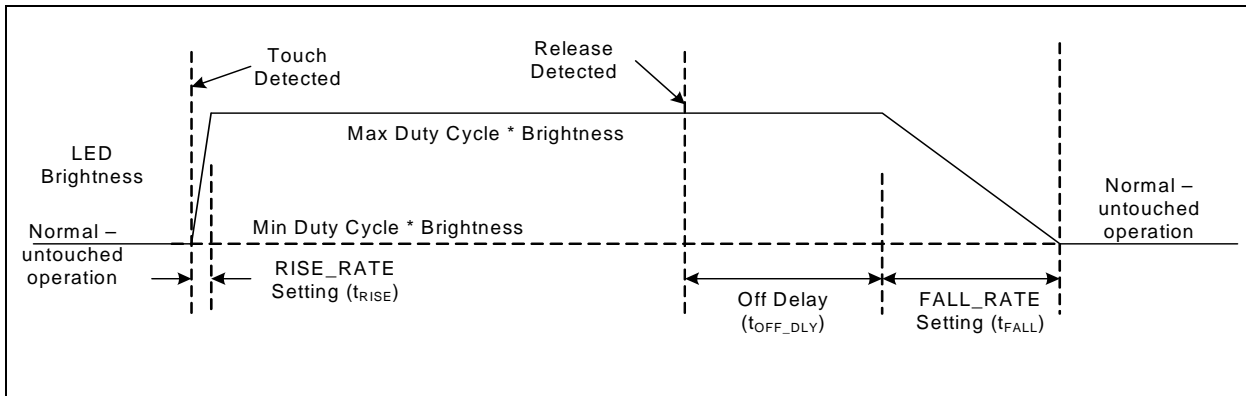 Touch
Detected
Release
Detected
Max Duty Cycle * Brightness
LED
Brightness
Normal –
untouched
operation
Min Duty Cycle * Brightness
Normal –
untouched
operation
RISE_RATE
Setting (tRISE)
Off Delay
(tOFF_DLY)
FALL_RATE
Setting (tFALL)